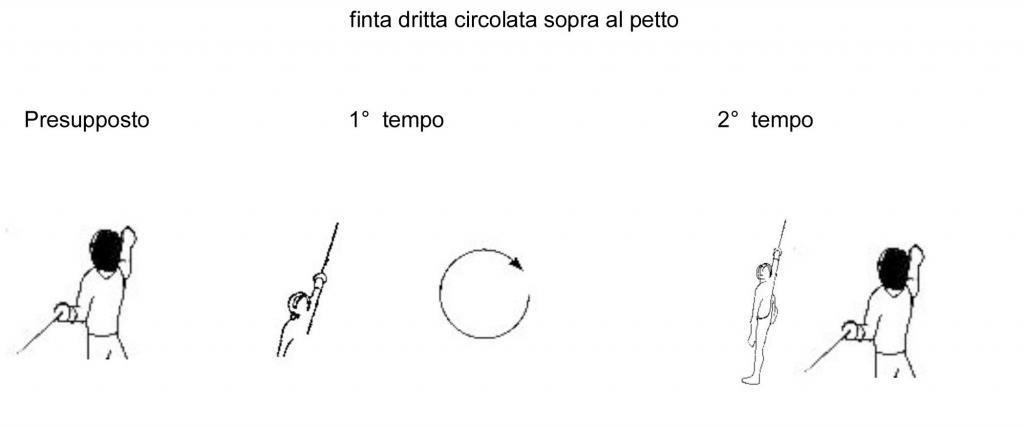 finta dritta circolata sopra al petto
Presupposto 1° tempo 2° tempo